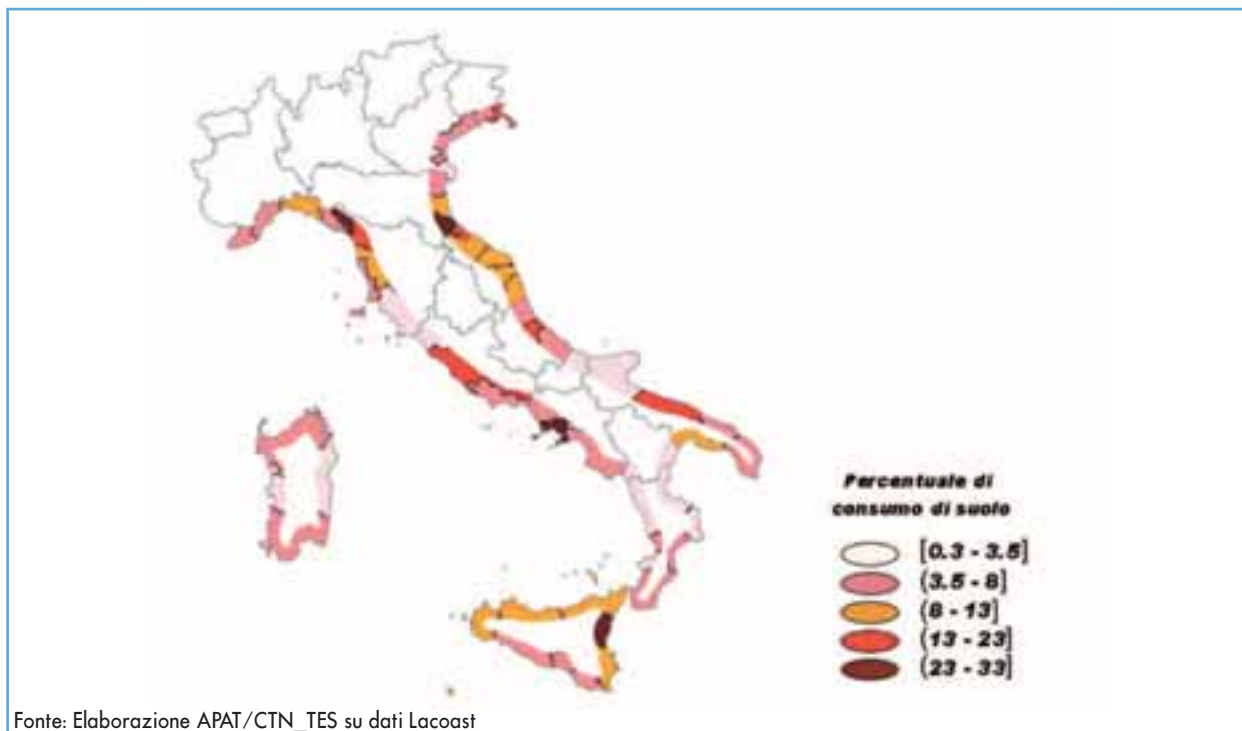 Percentuale di
consumo di suolo
[0.3 - 3.5]
(3.5 - 8]
(8 - 13]
(13 - 23]
(23 - 33]
Fonte: Elaborazione APAT/CTN_TES su dati Lacoast